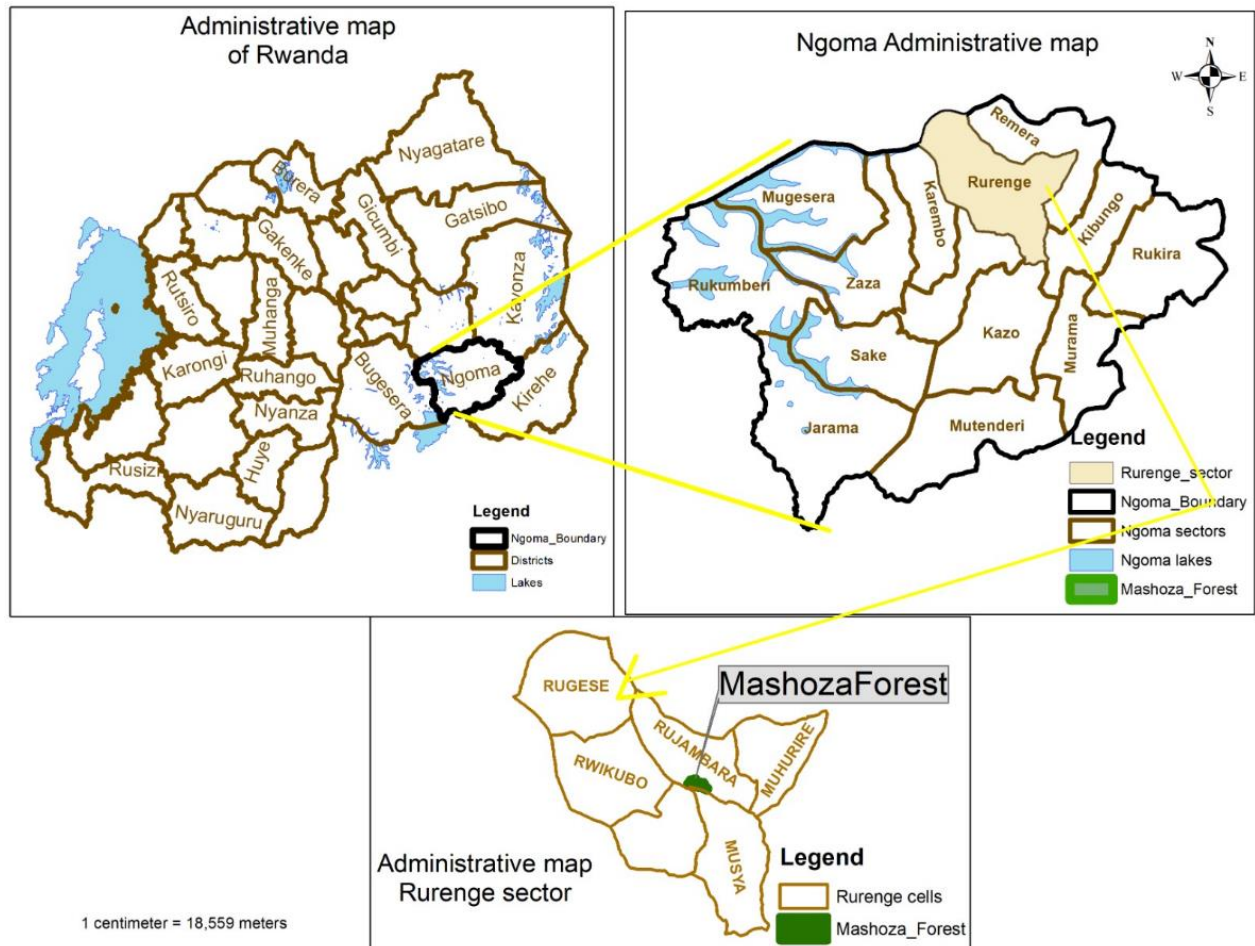 Administrative map
of Rwanda
Nyagatare
Burera
Gicumbi
Gatsibo
Gakenke
Rutsiro
Muhanga
Kayonza
Karongi
Ruhango
Bugesera
Ngoma
Kirehe
Nyanza
Huye
Rusizi
Nyaruguru
Legend
Ngoma_Boundary
Districts
Lakes
Ngoma Administrative map
N
W
E
S
Remera
Rurenge
Mugesera
Karembo
Kibungo
Rukira
Rukumberi
Zaza
Kazo
Murama
Sake
Jarama
Mutenderi
Legend
Rurenge_sector
Ngoma_Boundary
Ngoma sectors
Ngoma lakes
Mashoza_Forest
MashozaForest
RUGESE
RUJAMBARA
MUHURIRE
RWIKUBO
MUSYA
Administrative map
Rurenge sector
Legend
Rurenge cells
Mashoza_Forest
1 centimeter = 18,559 meters